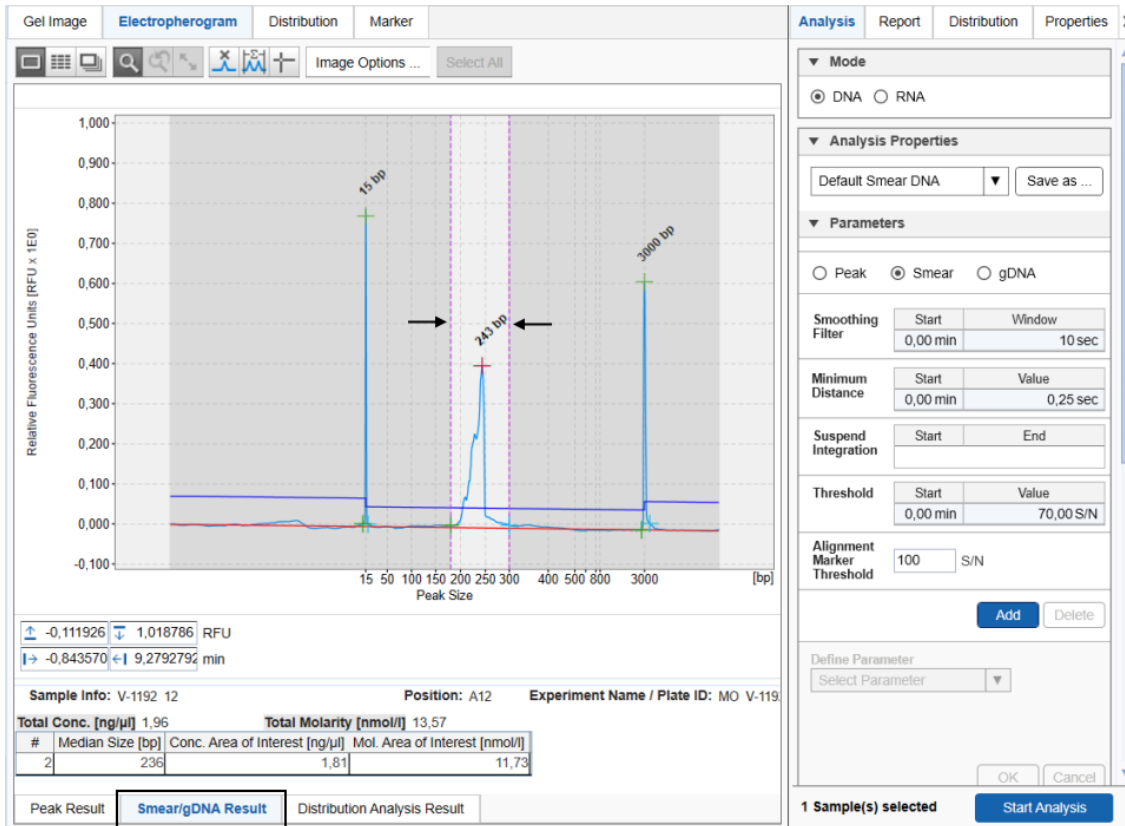 Gel Image Electropherogram Distribution Marker
Image Options ... Select All
1,000
0,900
0,800
0,700
0,600
0,500
0,400
0,300
0,200
0,100
0,000
-0,100
Relative Fluorescence Units [RFU x 1E0]
15 bp
243 bp
3000 bp
15 50 100 150 200 250 300 400 500 800 3000 [bp]
Peak Size
-0,111926 1,018786 RFU
-0,843570 9,2792792 min
Sample Info: V-1192 12 Position: A12 Experiment Name / Plate ID: MO V-119
Total Conc. [ng/µl] 1,96 Total Molarity [nmol/l] 13,57
# Median Size [bp] Conc. Area of Interest [ng/µl] Mol. Area of Interest [nmol/l]
2 236 1,81 11,73
Peak Result Smear/gDNA Result Distribution Analysis Result
Analysis Report Distribution Properties
Mode
DNA RNA
Analysis Properties
Default Smear DNA Save as ...
Parameters
Peak Smear gDNA
Smoothing Filter Start Window
0,00 min 10 sec
Minimum Distance Start Value
0,00 min 0,25 sec
Suspend Integration Start End
Threshold Start Value
0,00 min 70,00 S/N
Alignment Marker Threshold 100 S/N
Add Delete
Define Parameter
Select Parameter
OK Cancel
1 Sample(s) selected Start Analysis